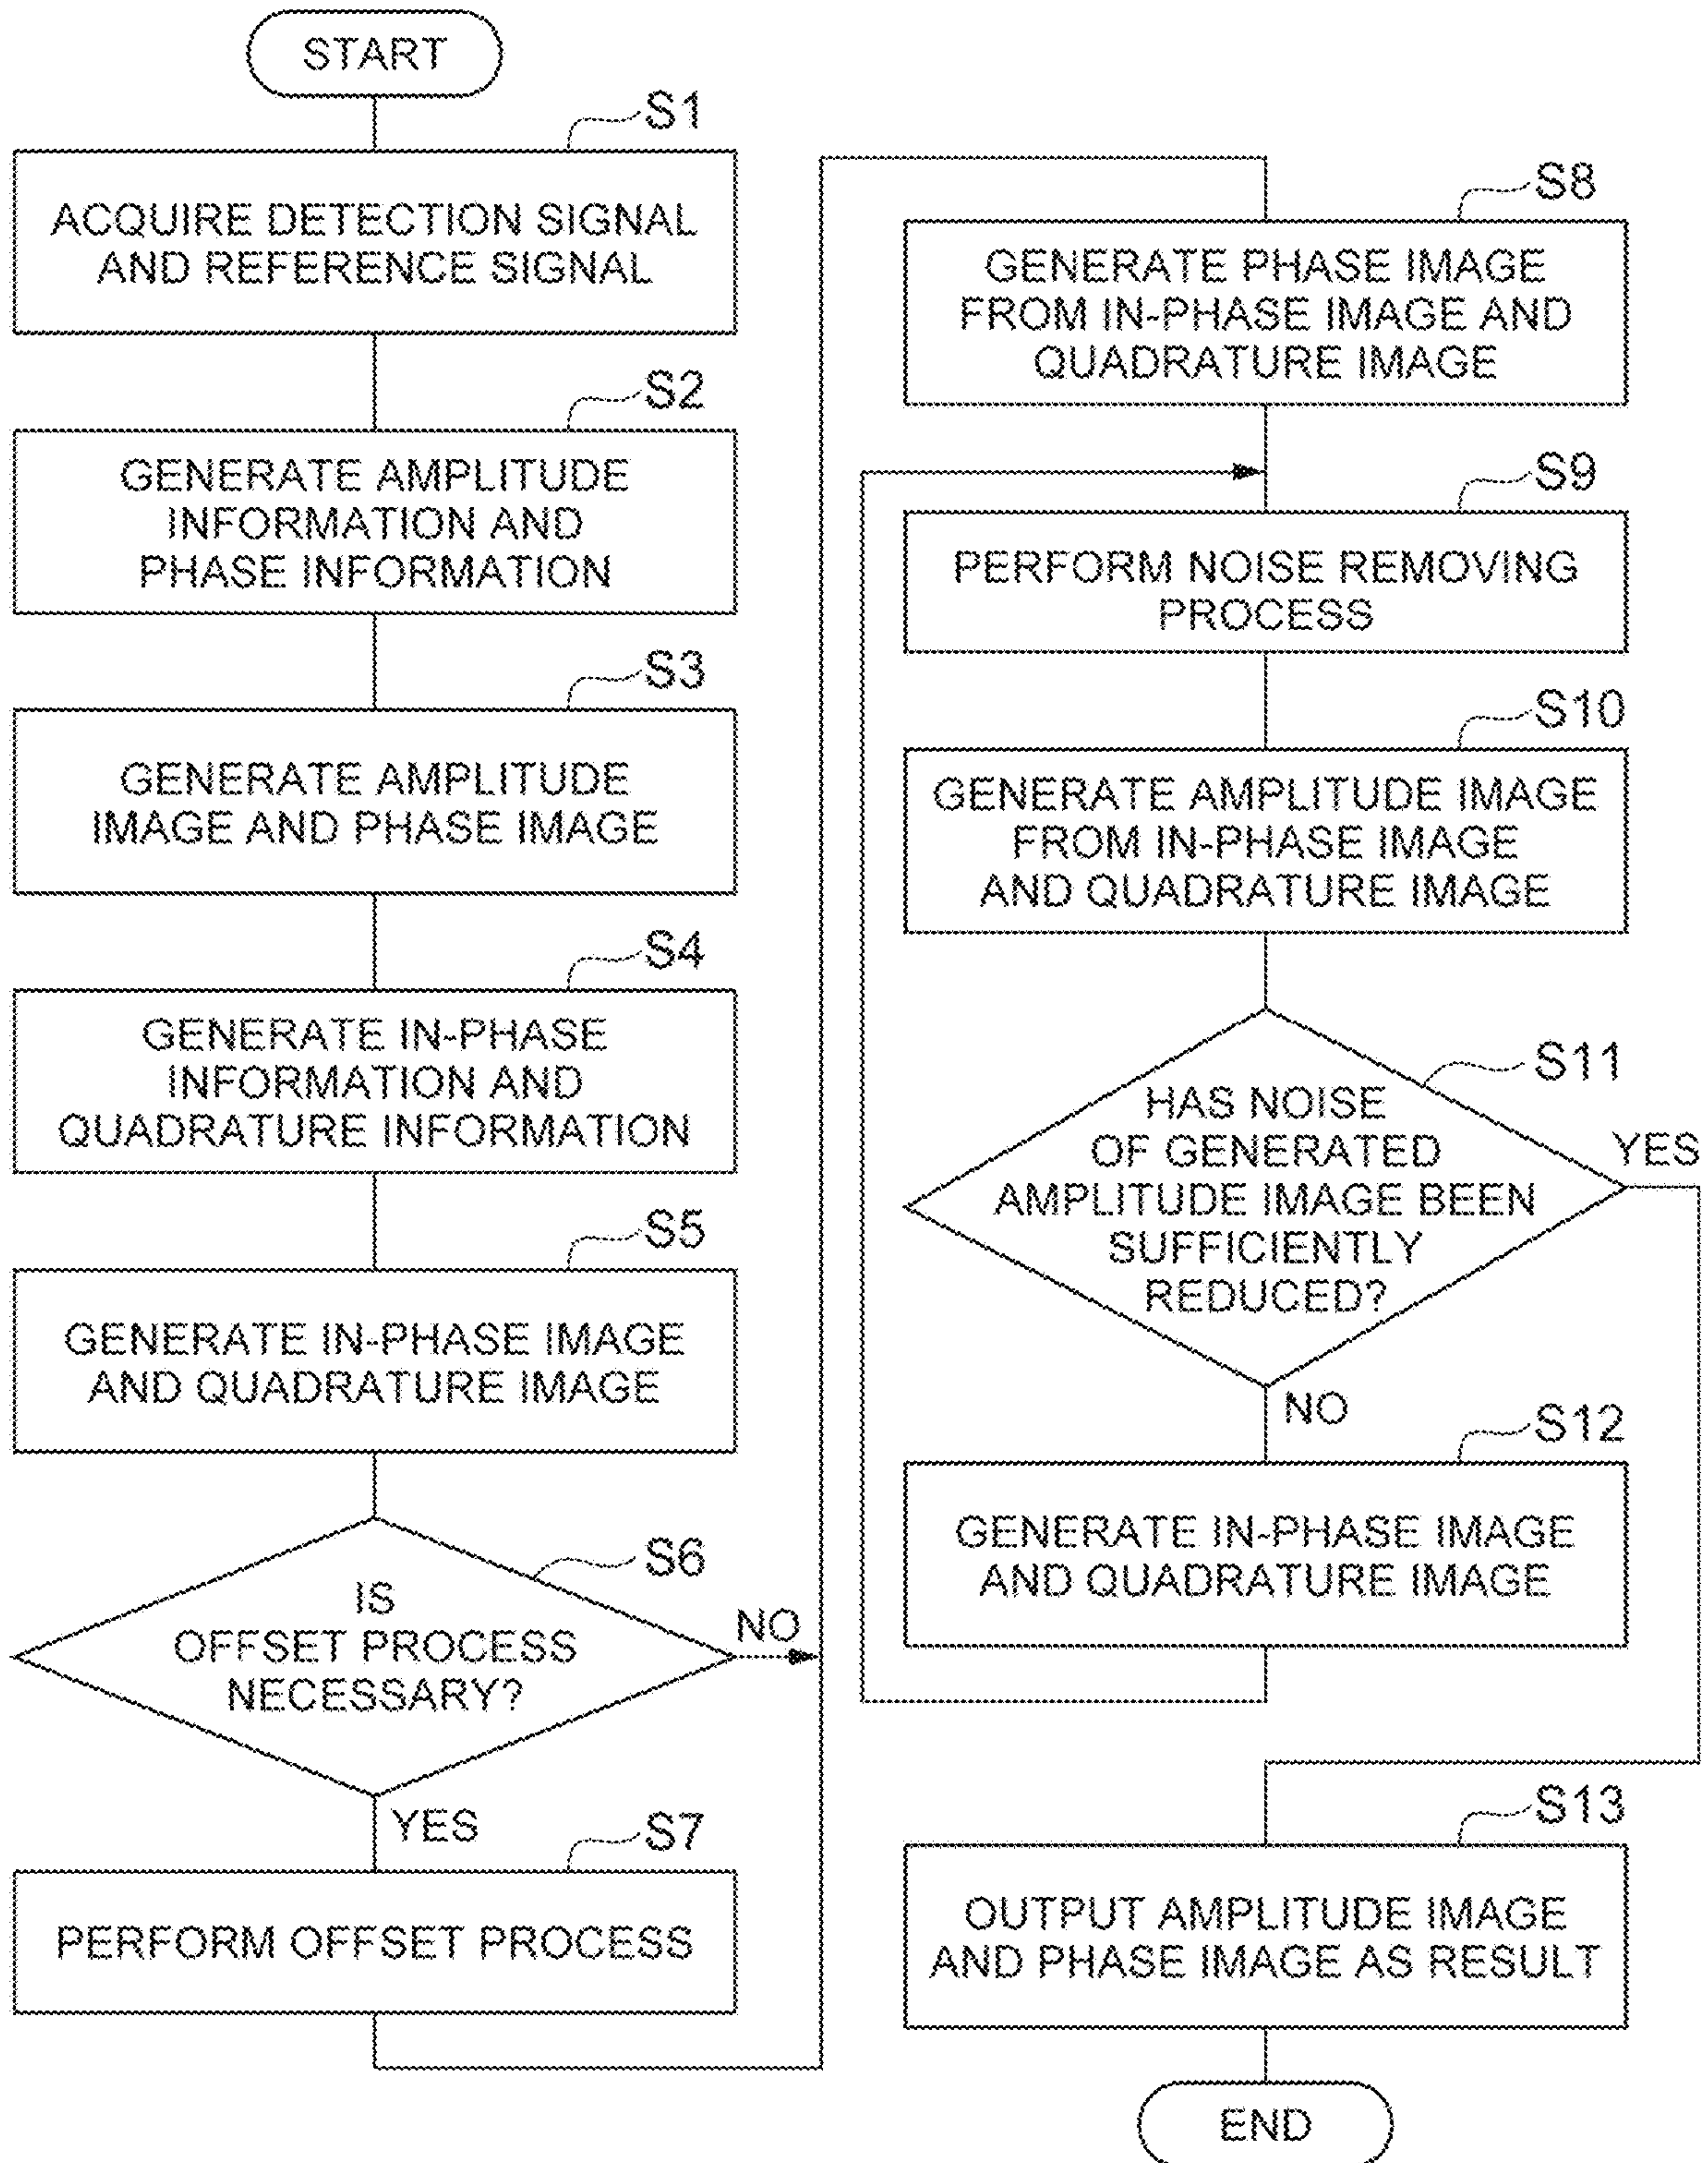 START
S1
ACQUIRE DETECTION SIGNAL
AND REFERENCE SIGNAL
S2
GENERATE AMPLITUDE
INFORMATION AND
PHASE INFORMATION
S3
GENERATE AMPLITUDE
IMAGE AND PHASE IMAGE
S4
GENERATE IN-PHASE
INFORMATION AND
QUADRATURE INFORMATION
S5
GENERATE IN-PHASE IMAGE
AND QUADRATURE IMAGE
S6
IS
OFFSET PROCESS
NECESSARY?
NO
YES
S7
PERFORM OFFSET PROCESS
S8
GENERATE PHASE IMAGE
FROM IN-PHASE IMAGE AND
QUADRATURE IMAGE
S9
PERFORM NOISE REMOVING
PROCESS
S10
GENERATE AMPLITUDE IMAGE
FROM IN-PHASE IMAGE
AND QUADRATURE IMAGE
S11
HAS NOISE
OF GENERATED
AMPLITUDE IMAGE BEEN
SUFFICIENTLY
REDUCED?
YES
NO
S12
GENERATE IN-PHASE IMAGE
AND QUADRATURE IMAGE
S13
OUTPUT AMPLITUDE IMAGE
AND PHASE IMAGE AS RESULT
END